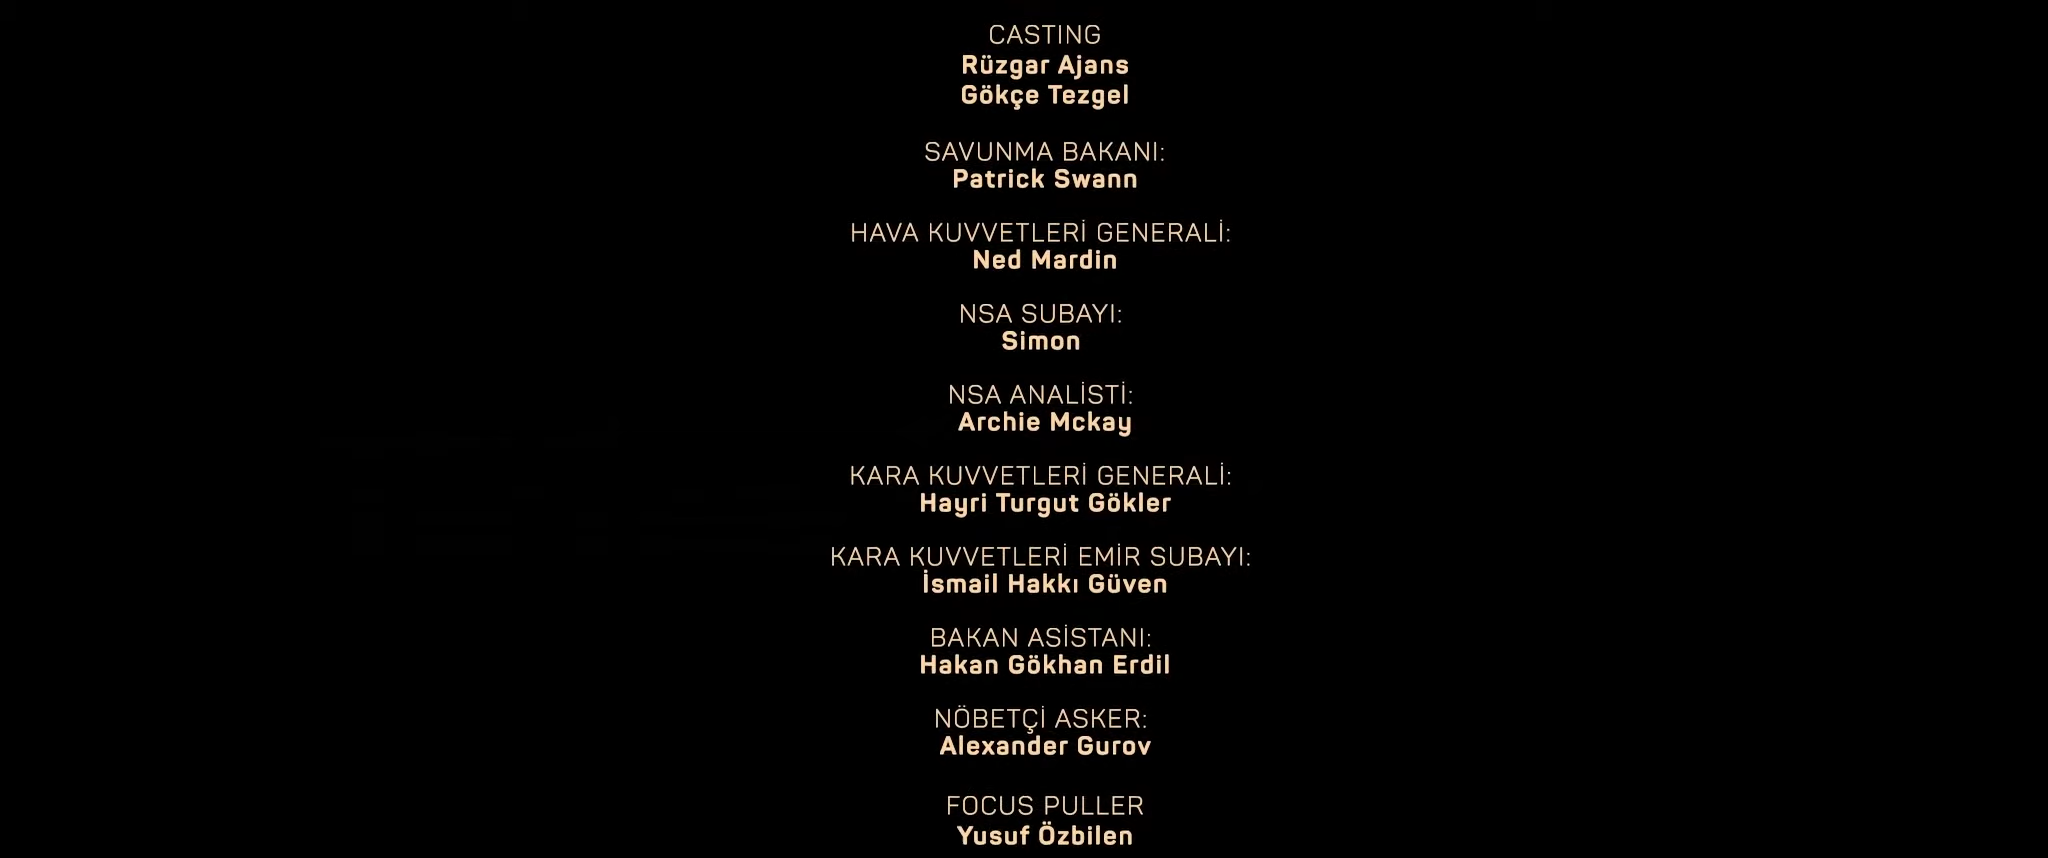 CASTING
Rüzgar Ajans
Gökçe Tezgel
SAVUNMA BAKANI:
Patrick Swann
HAVA KUVVETLERİ GENERALİ:
Ned Mardin
NSA SUBAYI:
Simon
NSA ANALİSTİ:
Archie Mckay
KARA KUVVETLERİ GENERALİ:
Hayri Turgut Gökler
KARA KUVVETLERİ EMİR SUBAYI:
İsmail Hakkı Güven
BAKAN ASİSTANI:
Hakan Gökhan Erdil
NÖBETÇİ ASKER:
Alexander Gurov
FOCUS PULLER
Yusuf Özbilen